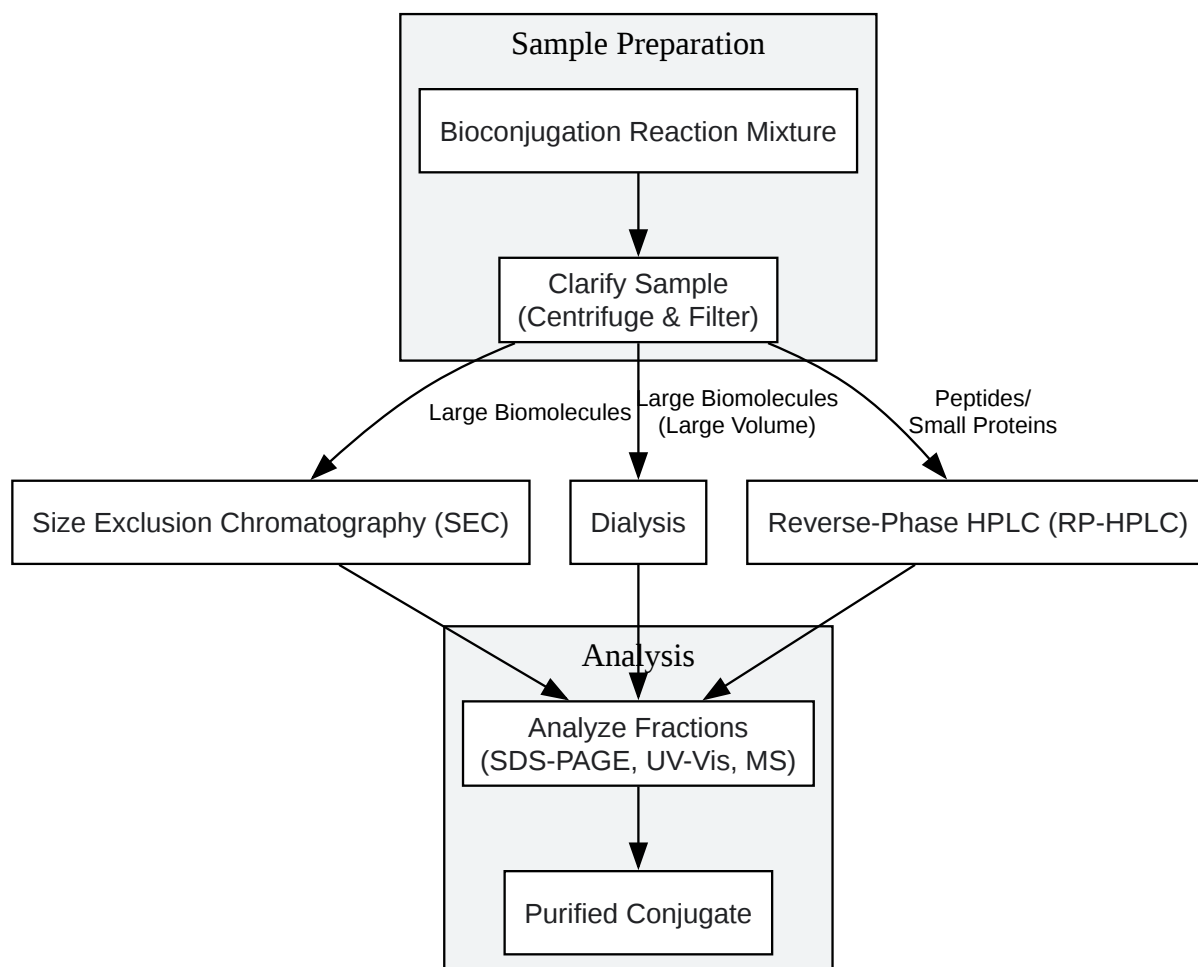 Sample Preparation
Bioconjugation Reaction Mixture
Clarify Sample
(Centrifuge & Filter)
Large Biomolecules
Large Biomolecules
(Large Volume)
Peptides/
Small Proteins
Size Exclusion Chromatography (SEC)
Dialysis
Reverse-Phase HPLC (RP-HPLC)
Analysis
Analyze Fractions
(SDS-PAGE, UV-Vis, MS)
Purified Conjugate